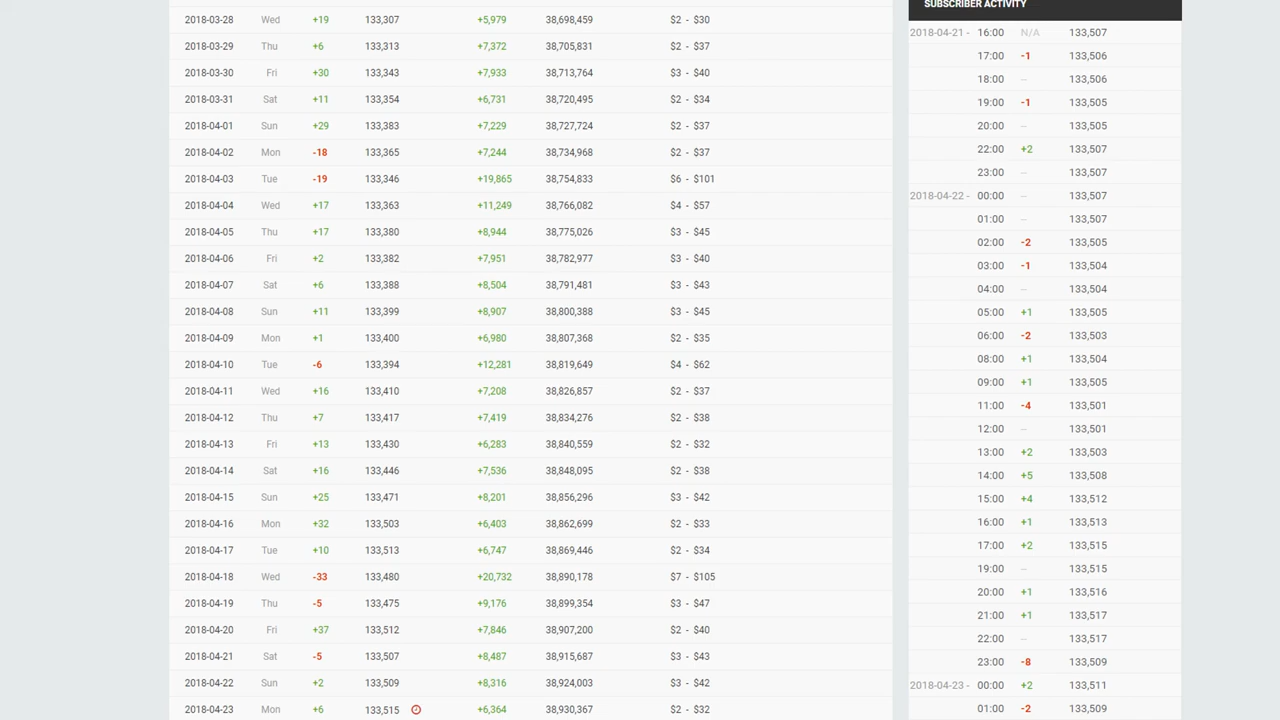 2018-03-28 Wed +19 133,307 +5,979 38,698,459 $2 - $30
2018-03-29 Thu +6 133,313 +7,372 38,705,831 $2 - $37
2018-03-30 Fri +30 133,343 +7,933 38,713,764 $3 - $40
2018-03-31 Sat +11 133,354 +6,731 38,720,495 $2 - $34
2018-04-01 Sun +29 133,383 +7,229 38,727,724 $2 - $37
2018-04-02 Mon -18 133,365 +7,244 38,734,968 $2 - $37
2018-04-03 Tue -19 133,346 +19,865 38,754,833 $6 - $101
2018-04-04 Wed +17 133,363 +11,249 38,766,082 $4 - $57
2018-04-05 Thu +17 133,380 +8,944 38,775,026 $3 - $45
2018-04-06 Fri +2 133,382 +7,951 38,782,977 $3 - $40
2018-04-07 Sat +6 133,388 +8,504 38,791,481 $3 - $43
2018-04-08 Sun +11 133,399 +8,907 38,800,388 $3 - $45
2018-04-09 Mon +1 133,400 +6,980 38,807,368 $2 - $35
2018-04-10 Tue -6 133,394 +12,281 38,819,649 $4 - $62
2018-04-11 Wed +16 133,410 +7,208 38,826,857 $2 - $37
2018-04-12 Thu +7 133,417 +7,419 38,834,276 $2 - $38
2018-04-13 Fri +13 133,430 +6,283 38,840,559 $2 - $32
2018-04-14 Sat +16 133,446 +7,536 38,848,095 $2 - $38
2018-04-15 Sun +25 133,471 +8,201 38,856,296 $3 - $42
2018-04-16 Mon +32 133,503 +6,403 38,862,699 $2 - $33
2018-04-17 Tue +10 133,513 +6,747 38,869,446 $2 - $34
2018-04-18 Wed -33 133,480 +20,732 38,890,178 $7 - $105
2018-04-19 Thu -5 133,475 +9,176 38,899,354 $3 - $47
2018-04-20 Fri +37 133,512 +7,846 38,907,200 $2 - $40
2018-04-21 Sat -5 133,507 +8,487 38,915,687 $3 - $43
2018-04-22 Sun +2 133,509 +8,316 38,924,003 $3 - $42
2018-04-23 Mon +6 133,515 +6,364 38,930,367 $2 - $32
SUBSCRIBER ACTIVITY
2018-04-21 - 16:00 N/A 133,507
17:00 -1 133,506
18:00 -- 133,506
19:00 -1 133,505
20:00 -- 133,505
22:00 +2 133,507
23:00 -- 133,507
2018-04-22 - 00:00 -- 133,507
01:00 -- 133,507
02:00 -2 133,505
03:00 -1 133,504
04:00 -- 133,504
05:00 +1 133,505
06:00 -2 133,503
08:00 +1 133,504
09:00 +1 133,505
11:00 -4 133,501
12:00 -- 133,501
13:00 +2 133,503
14:00 +5 133,508
15:00 +4 133,512
16:00 +1 133,513
17:00 +2 133,515
19:00 -- 133,515
20:00 +1 133,516
21:00 +1 133,517
22:00 -- 133,517
23:00 -8 133,509
2018-04-23 - 00:00 +2 133,511
01:00 -2 133,509